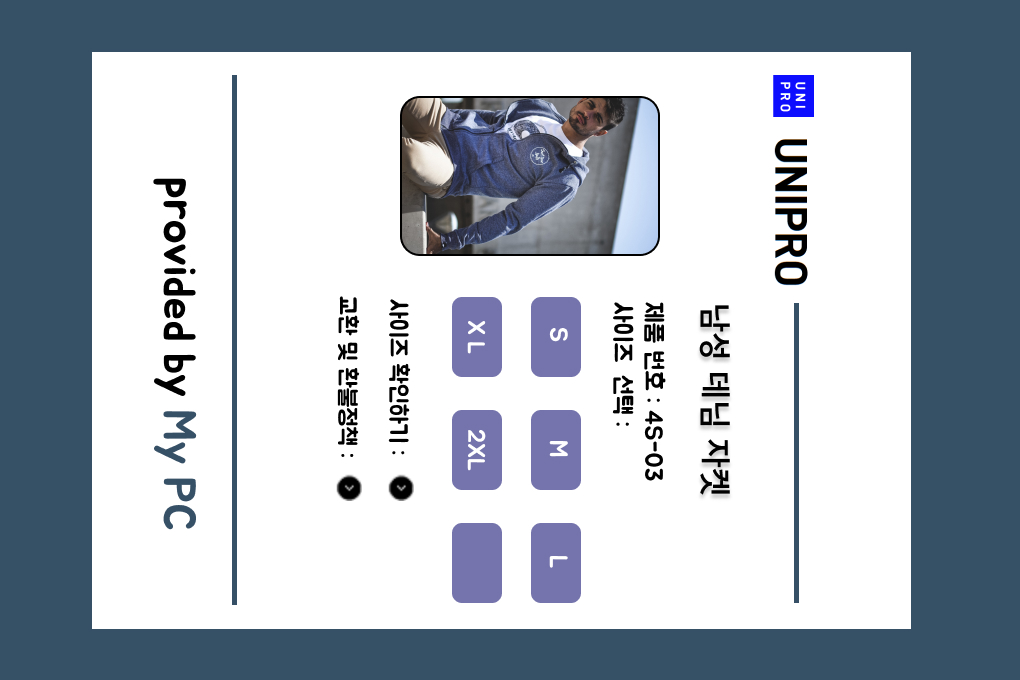 UNI
PRO
UNIPRO
남성 데님 자켓
제품 번호 : 4S-03
사이즈 선택 :
S
M
L
XL
2XL
사이즈 확인하기 :
교환 및 환불정책 :
provided by My PC